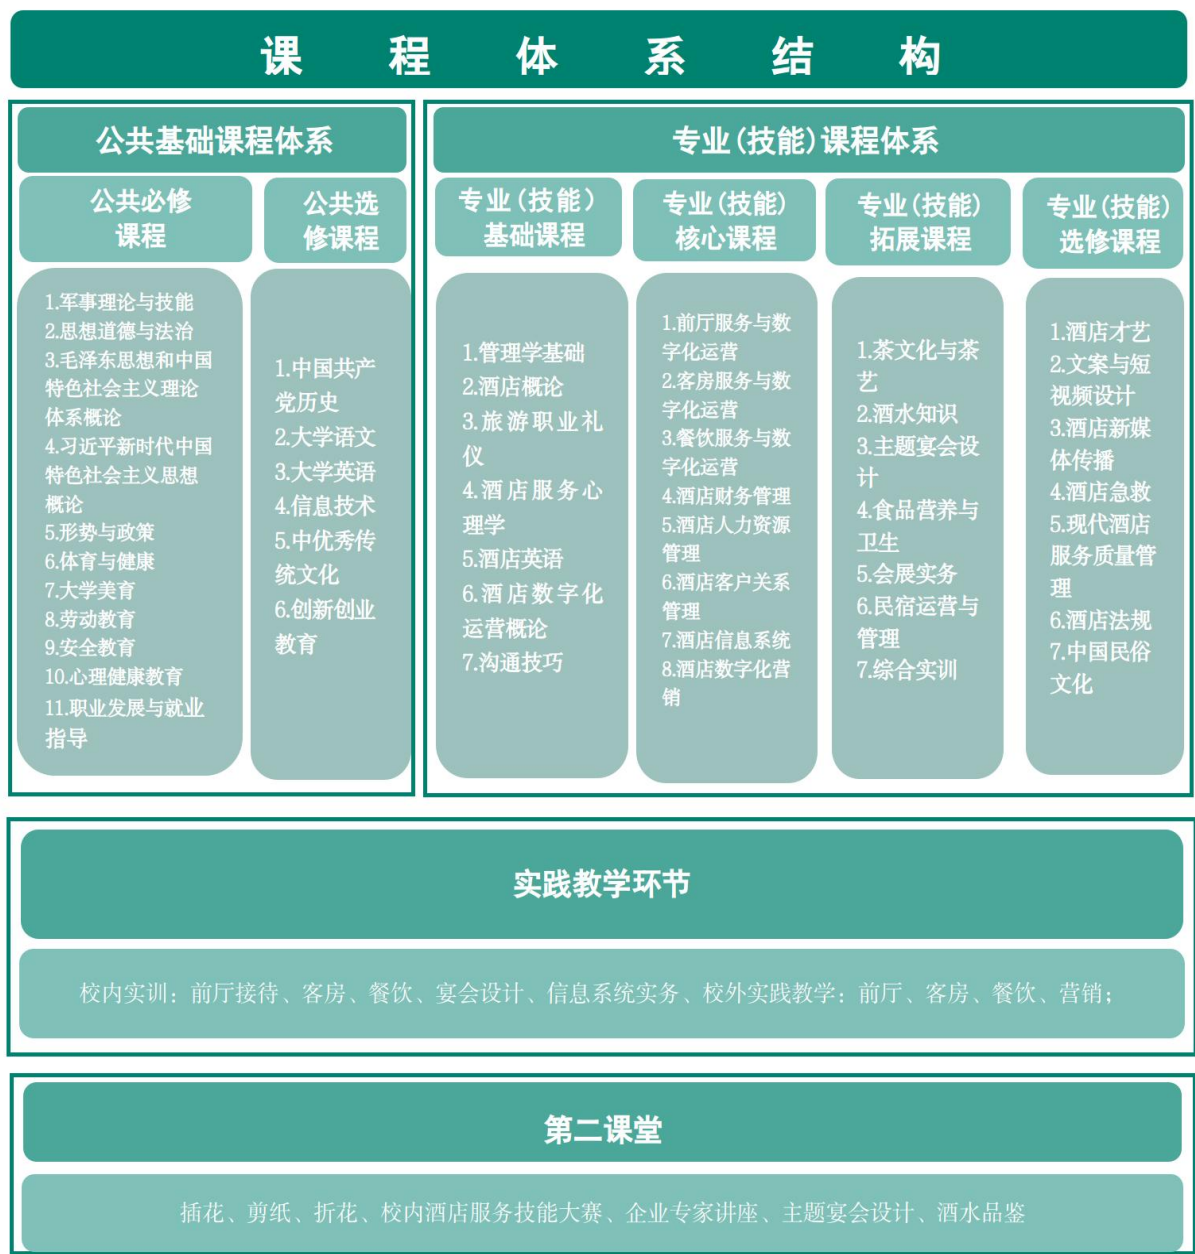 课程体系结构
公共基础课程体系
公共必修
课程
1.军事理论与技能
2.思想道德与法治
3.毛泽东思想和中国
特色社会主义理论
体系概论
4.习近平新时代中国
特色社会主义思想
概论
5.形势与政策
6.体育与健康
7.大学美育
8.劳动教育
9.安全教育
10.心理健康教育
11.职业发展与就业
指导
公共选
修课程
1.中国共产
党历史
2.大学语文
3.大学英语
4.信息技术
5.中优秀传
统文化
6.创新创业
教育
专业(技能)课程体系
专业(技能)
基础课程
1.管理学基础
2.酒店概论
3.旅游职业礼
仪
4.酒店服务心
理学
5.酒店英语
6.酒店数字化
运营概论
7.沟通技巧
专业(技能)
核心课程
1.前厅服务与数
字化运营
2.客房服务与数
字化运营
3.餐饮服务与数
字化运营
4.酒店财务管理
5.酒店人力资源
管理
6.酒店客户关系
管理
7.酒店信息系统
8.酒店数字化营
销
专业(技能)
拓展课程
1.茶文化与茶
艺
2.酒水知识
3.主题宴会设
计
4.食品营养与
卫生
5.会展实务
6.民宿运营与
管理
7.综合实训
专业(技能)
选修课程
1.酒店才艺
2.文案与短
视频设计
3.酒店新媒
体传播
4.酒店急救
5.现代酒店
服务质量管
理
6.酒店法规
7.中国民俗
文化
实践教学环节
校内实训：前厅接待、客房、餐饮、宴会设计、信息系统实务、校外实践教学：前厅、客房、餐饮、营销；
第二课堂
插花、剪纸、折花、校内酒店服务技能大赛、企业专家讲座、主题宴会设计、酒水品鉴